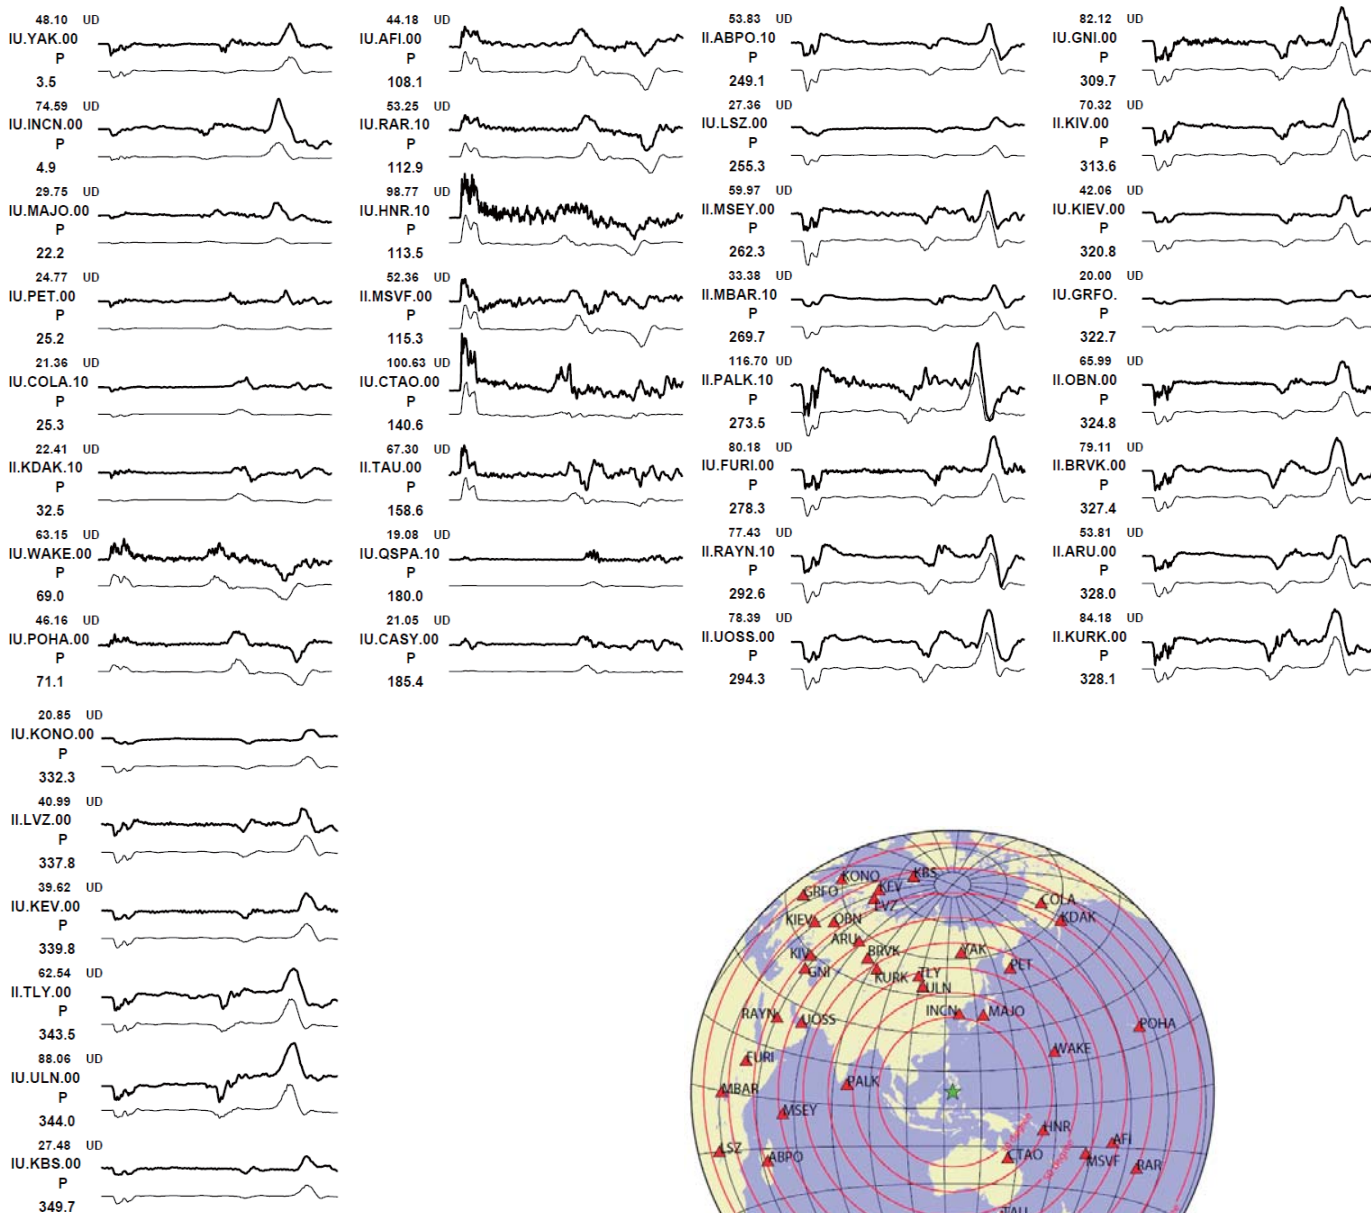 48.10 UD
IU.YAK.00
P
3.5
74.59 UD
IU.INCN.00
P
4.9
29.75 UD
IU.MAJO.00
P
22.2
24.77 UD
IU.PET.00
P
25.2
21.36 UD
IU.COLA.10
P
25.3
22.41 UD
II.KDAK.10
P
32.5
63.15 UD
IU.WAKE.00
P
69.0
46.16 UD
IU.POHA.00
P
71.1
44.18 UD
IU.AFI.00
P
108.1
53.25 UD
IU.RAR.10
P
112.9
98.77 UD
IU.HNR.10
P
113.5
52.36 UD
II.MSVF.00
P
115.3
100.63 UD
IU.CTAO.00
P
140.6
67.30 UD
II.TAU.00
P
158.6
19.08 UD
IU.QSPA.10
P
180.0
21.05 UD
IU.CASY.00
P
185.4
53.83 UD
II.ABPO.10
P
249.1
27.36 UD
IU.LSZ.00
P
255.3
59.97 UD
II.MSEY.00
P
262.3
33.38 UD
II.MBAR.10
P
269.7
116.70 UD
II.PALK.10
P
273.5
80.18 UD
IU.FURI.00
P
278.3
77.43 UD
II.RAYN.10
P
292.6
78.39 UD
II.UOSS.00
P
294.3
82.12 UD
IU.GNI.00
P
309.7
70.32 UD
II.KIV.00
P
313.6
42.06 UD
IU.KIEV.00
P
320.8
20.00 UD
IU.GRFO.
P
322.7
65.99 UD
II.OBN.00
P
324.8
79.11 UD
II.BRVK.00
P
327.4
53.81 UD
II.ARU.00
P
328.0
84.18 UD
II.KURK.00
P
328.1
20.85 UD
IU.KONO.00
P
332.3
40.99 UD
II.LVZ.00
P
337.8
39.62 UD
IU.KEV.00
P
339.8
62.54 UD
II.TLY.00
P
343.5
88.06 UD
IU.ULN.00
P
344.0
27.48 UD
IU.KBS.00
P
349.7
KONO
KBS
GRFO
KEV
LVZ
COLA
KIEV
OBN
KDAK
ARU
KIV
BRVK
YAK
GNI
KURK
TLY
PET
ULN
RAYN
UOSS
INCN
MAJO
POHA
FURI
WAKE
MBAR
PALK
MSEY
HNR
LSZ
ABPO
CTAO
AFI
MSVF
RAR
50 Degree
TAU